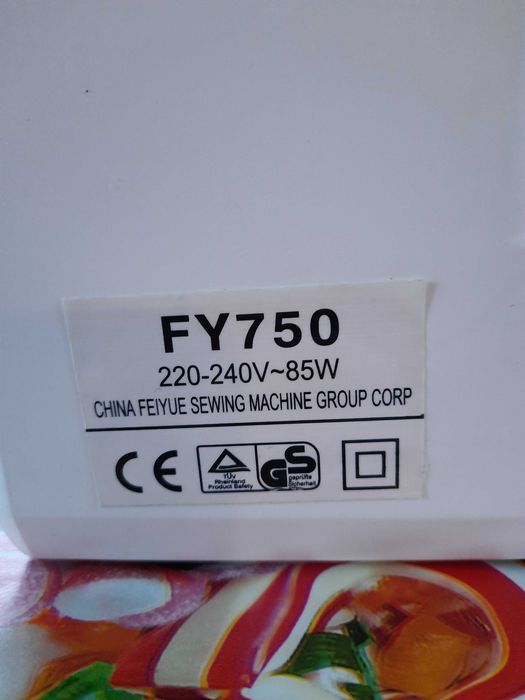 FY750
220-240V~85W
CHINA FEIYUE SEWING MACHINE GROUP CORP
CE
TÜV
Rheinland
Product Safety
GS
geprüfte
Sicherheit